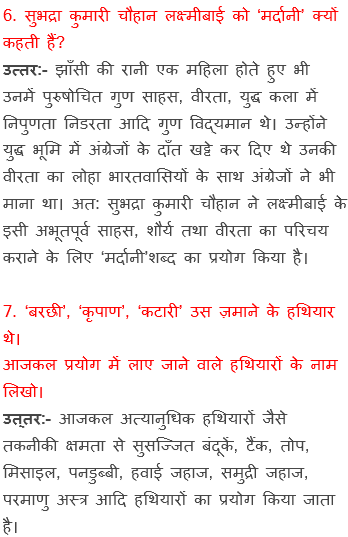 6. सुभद्रा कुमारी चौहान लक्ष्मीबाई को ‘मर्दानी’ क्यों
कहती हैं?
उत्तर:- झाँसी की रानी एक महिला होते हुए भी
उनमें पुरुषोचित गुण साहस, वीरता, युद्ध कला में
निपुणता निडरता आदि गुण विद्यमान थे। उन्होंने
युद्ध भूमि में अंग्रेजों के दाँत खट्टे कर दिए थे उनकी
वीरता का लोहा भारतवासियों के साथ अंग्रेजों ने भी
माना था। अत: सुभद्रा कुमारी चौहान ने लक्ष्मीबाई के
इसी अभूतपूर्व साहस, शौर्य तथा वीरता का परिचय
कराने के लिए ‘मर्दानी’शब्द का प्रयोग किया है।
7. ‘बरछी’, ‘कृपाण’, ‘कटारी’ उस ज़माने के हथियार
थे।
आजकल प्रयोग में लाए जाने वाले हथियारों के नाम
लिखो।
उत्तर:- आजकल अत्यानुधिक हथियारों जैसे
तकनीकी क्षमता से सुसज्जित बंदूकें, टैंक, तोप,
मिसाइल, पनडुब्बी, हवाई जहाज, समुद्री जहाज,
परमाणु अस्त्र आदि हथियारों का प्रयोग किया जाता
है।